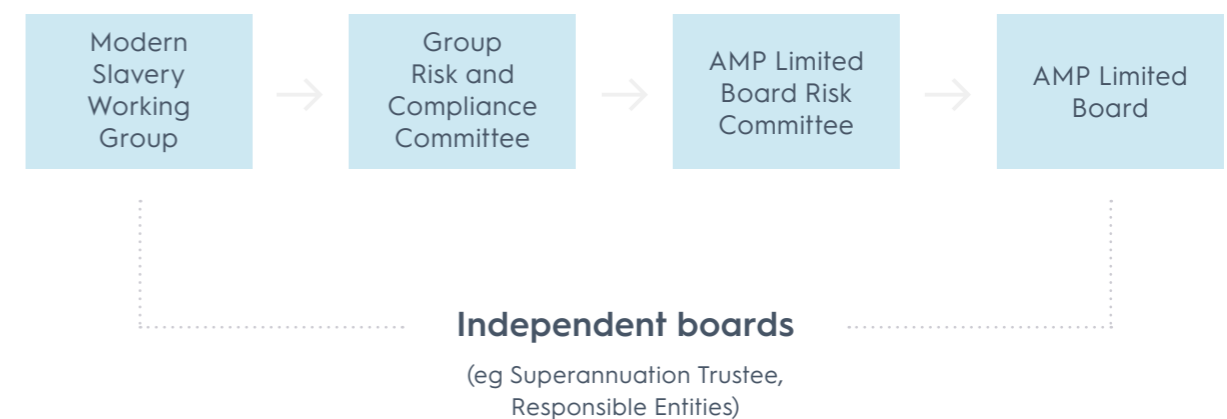 Modern
Slavery
Working
Group
Group
Risk and
Compliance
Committee
AMP Limited
Board Risk
Committee
AMP Limited
Board
Independent boards
(eg Superannuation Trustee,
Responsible Entities)